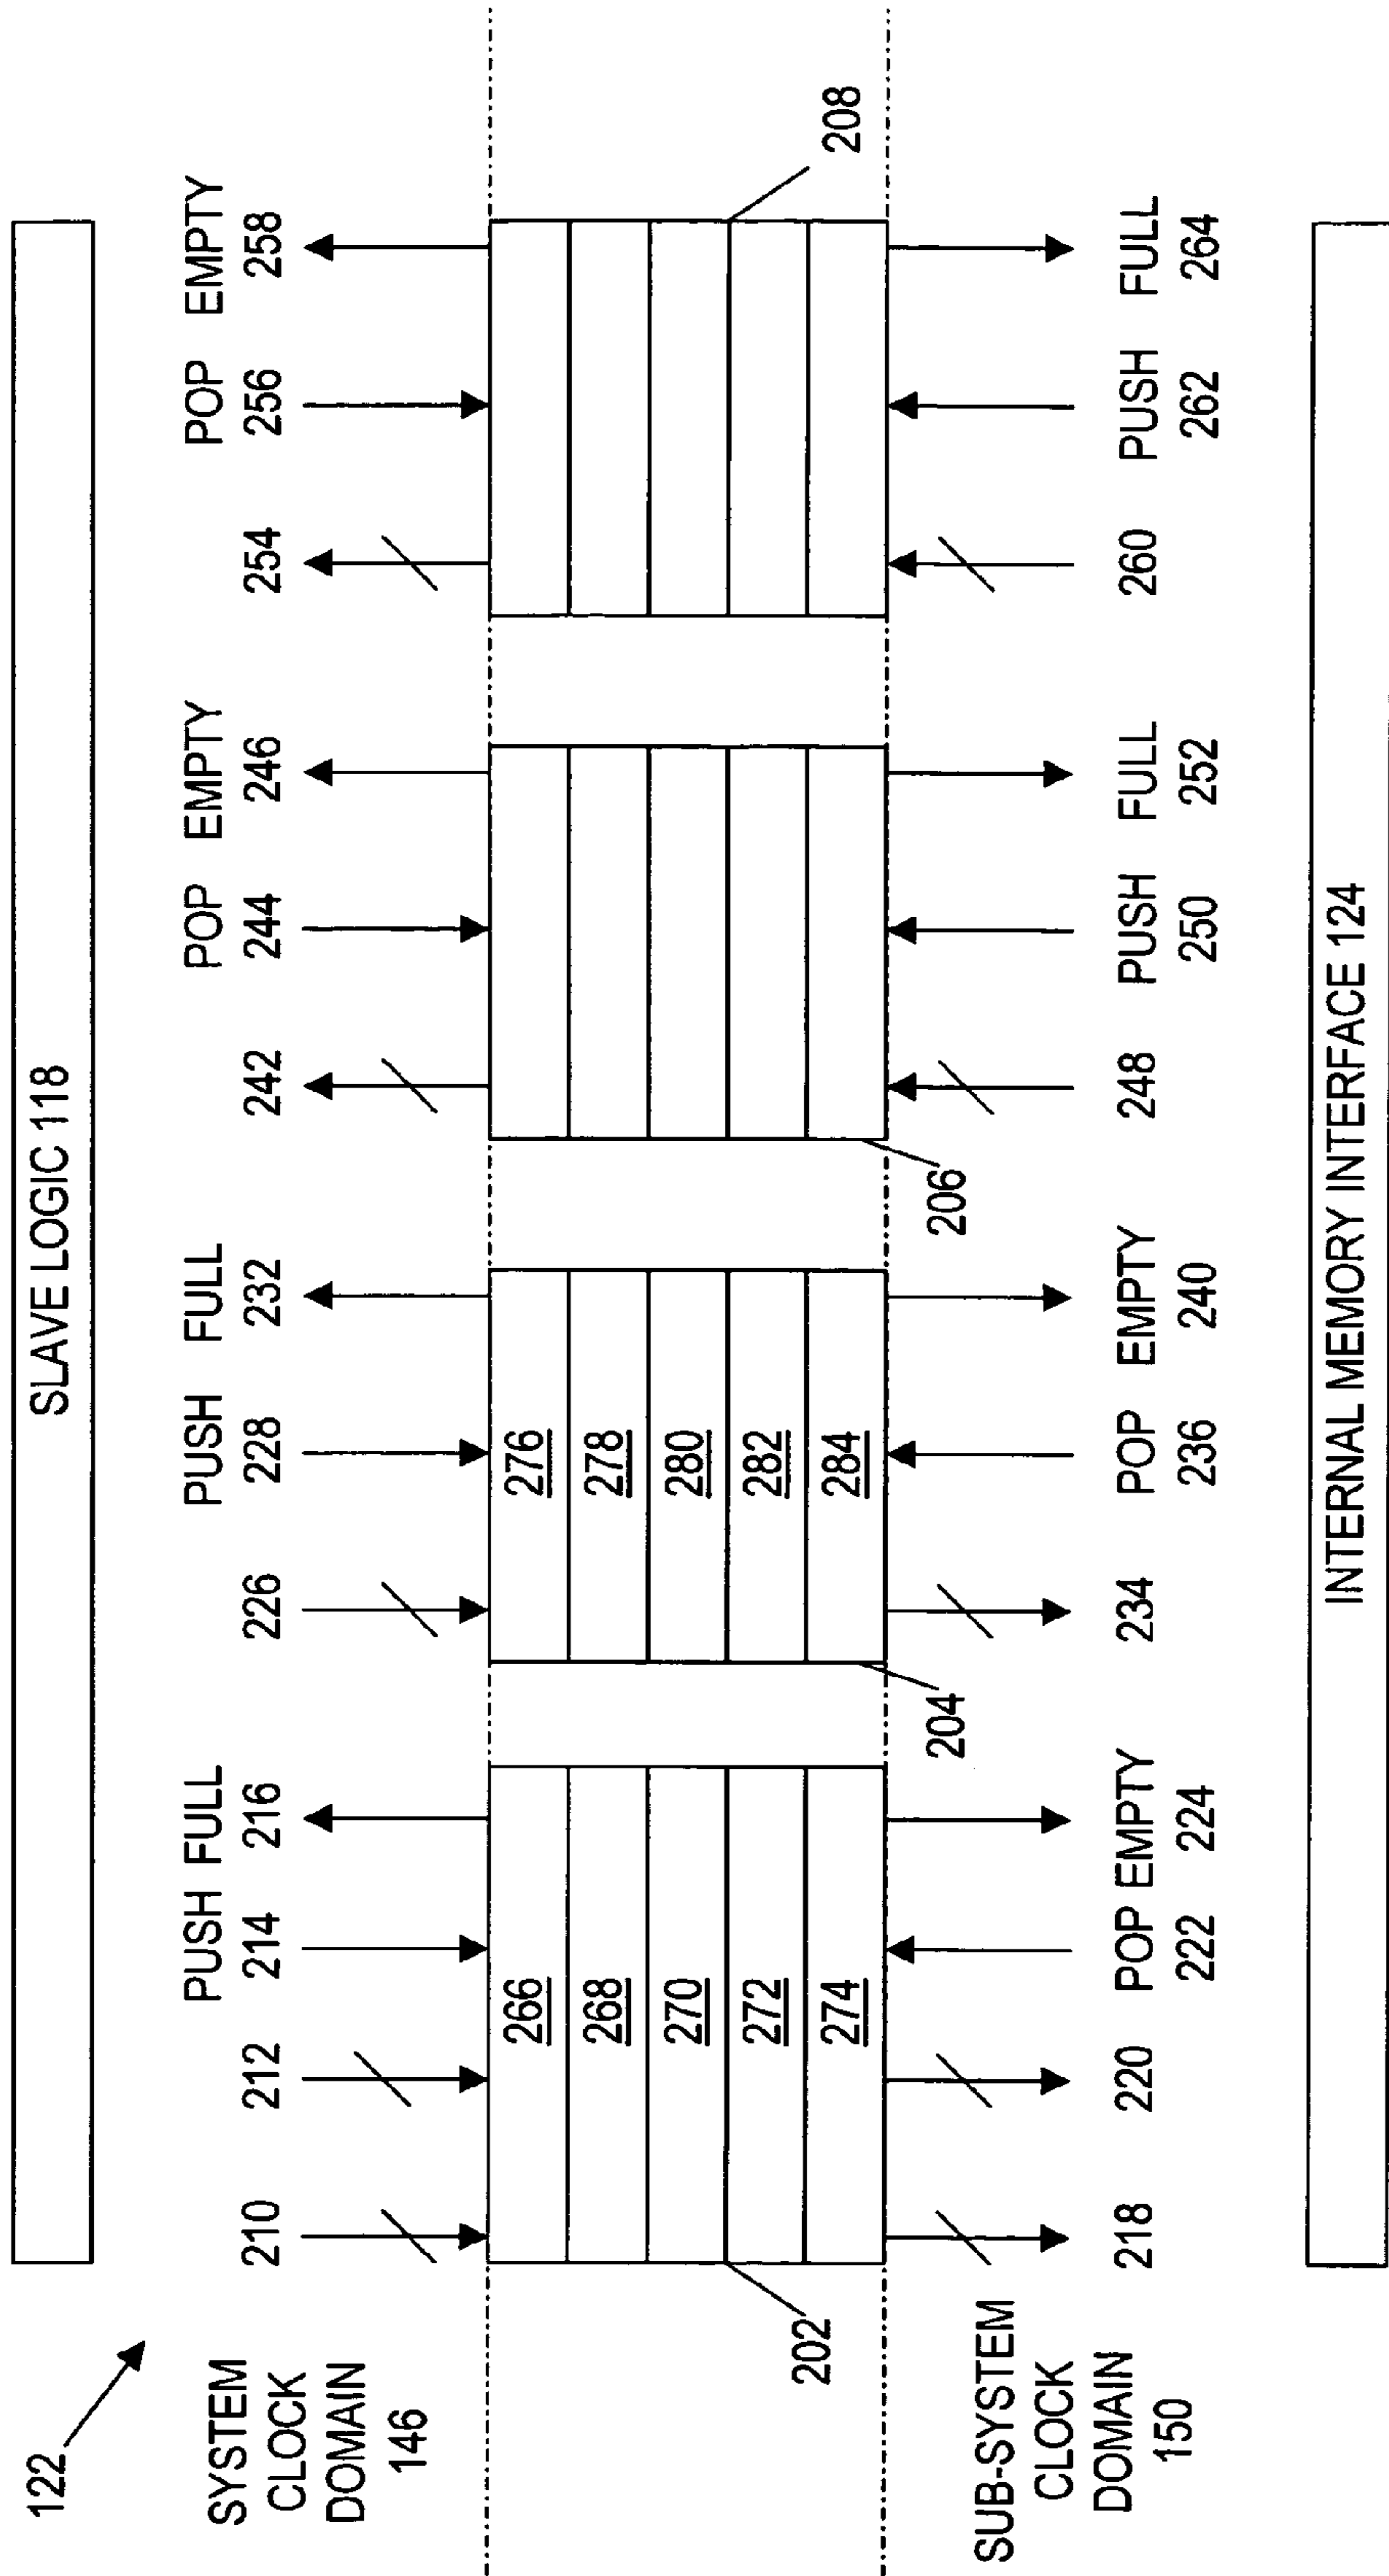 122
SLAVE LOGIC 118
SYSTEM
CLOCK
DOMAIN
146
PUSH FULL
PUSH FULL
POP EMPTY
POP EMPTY
210 212 214 216
226 228 232
242 244 246
254 256 258
266
268
270
272
274
276
278
280
282
284
202
204
206
208
SUB-SYSTEM
CLOCK
DOMAIN
150
POP EMPTY
POP EMPTY
PUSH FULL
PUSH FULL
218 220 222 224
234 236 240
248 250 252
260 262 264
INTERNAL MEMORY INTERFACE 124